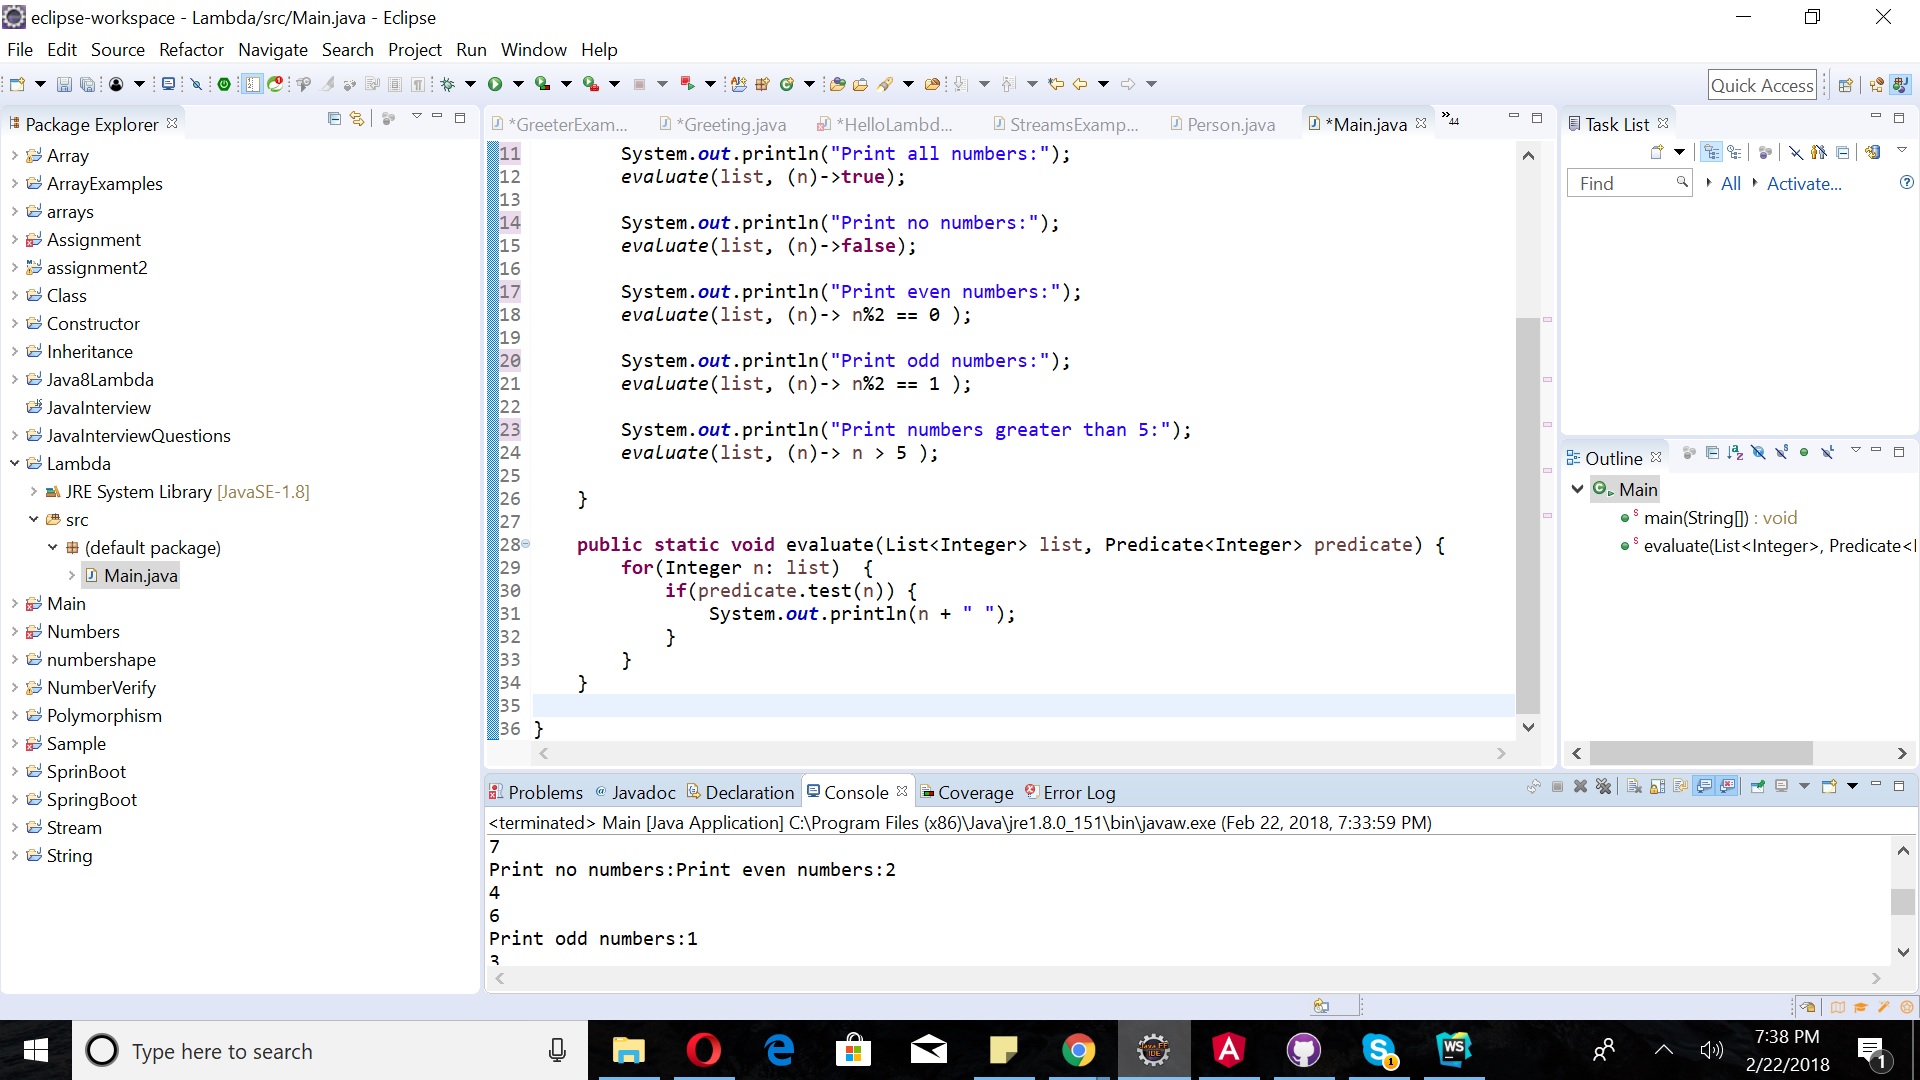 eclipse-workspace - Lambda/src/Main.java - Eclipse
File Edit Source Refactor Navigate Search Project Run Window Help
Quick Access
Package Explorer
Array
ArrayExamples
arrays
Assignment
assignment2
Class
Constructor
Inheritance
Java8Lambda
JavaInterview
JavaInterviewQuestions
Lambda
JRE System Library [JavaSE-1.8]
src
(default package)
Main.java
Main
Numbers
numbershape
NumberVerify
Polymorphism
Sample
SprinBoot
SpringBoot
Stream
String
*GreeterExam... *Greeting.java *HelloLambd... StreamsExamp... Person.java *Main.java »44
11 System.out.println("Print all numbers:");
12 evaluate(list, (n)->true);
13
14 System.out.println("Print no numbers:");
15 evaluate(list, (n)->false);
16
17 System.out.println("Print even numbers:");
18 evaluate(list, (n)-> n%2 == 0 );
19
20 System.out.println("Print odd numbers:");
21 evaluate(list, (n)-> n%2 == 1 );
22
23 System.out.println("Print numbers greater than 5:");
24 evaluate(list, (n)-> n > 5 );
25
26 }
27
28 public static void evaluate(List<Integer> list, Predicate<Integer> predicate) {
29 for(Integer n: list)  {
30 if(predicate.test(n)) {
31 System.out.println(n + " ");
32 }
33 }
34 }
35
36 }
Task List
Find All Activate...
Outline
Main
main(String[]) : void
evaluate(List<Integer>, Predicate<I
Problems @ Javadoc Declaration Console Coverage Error Log
<terminated> Main [Java Application] C:\Program Files (x86)\Java\jre1.8.0_151\bin\javaw.exe (Feb 22, 2018, 7:33:59 PM)
7
Print no numbers:Print even numbers:2
4
6
Print odd numbers:1
3
Type here to search
Java EE
IDE
WS
1
7:38 PM
2/22/2018
1